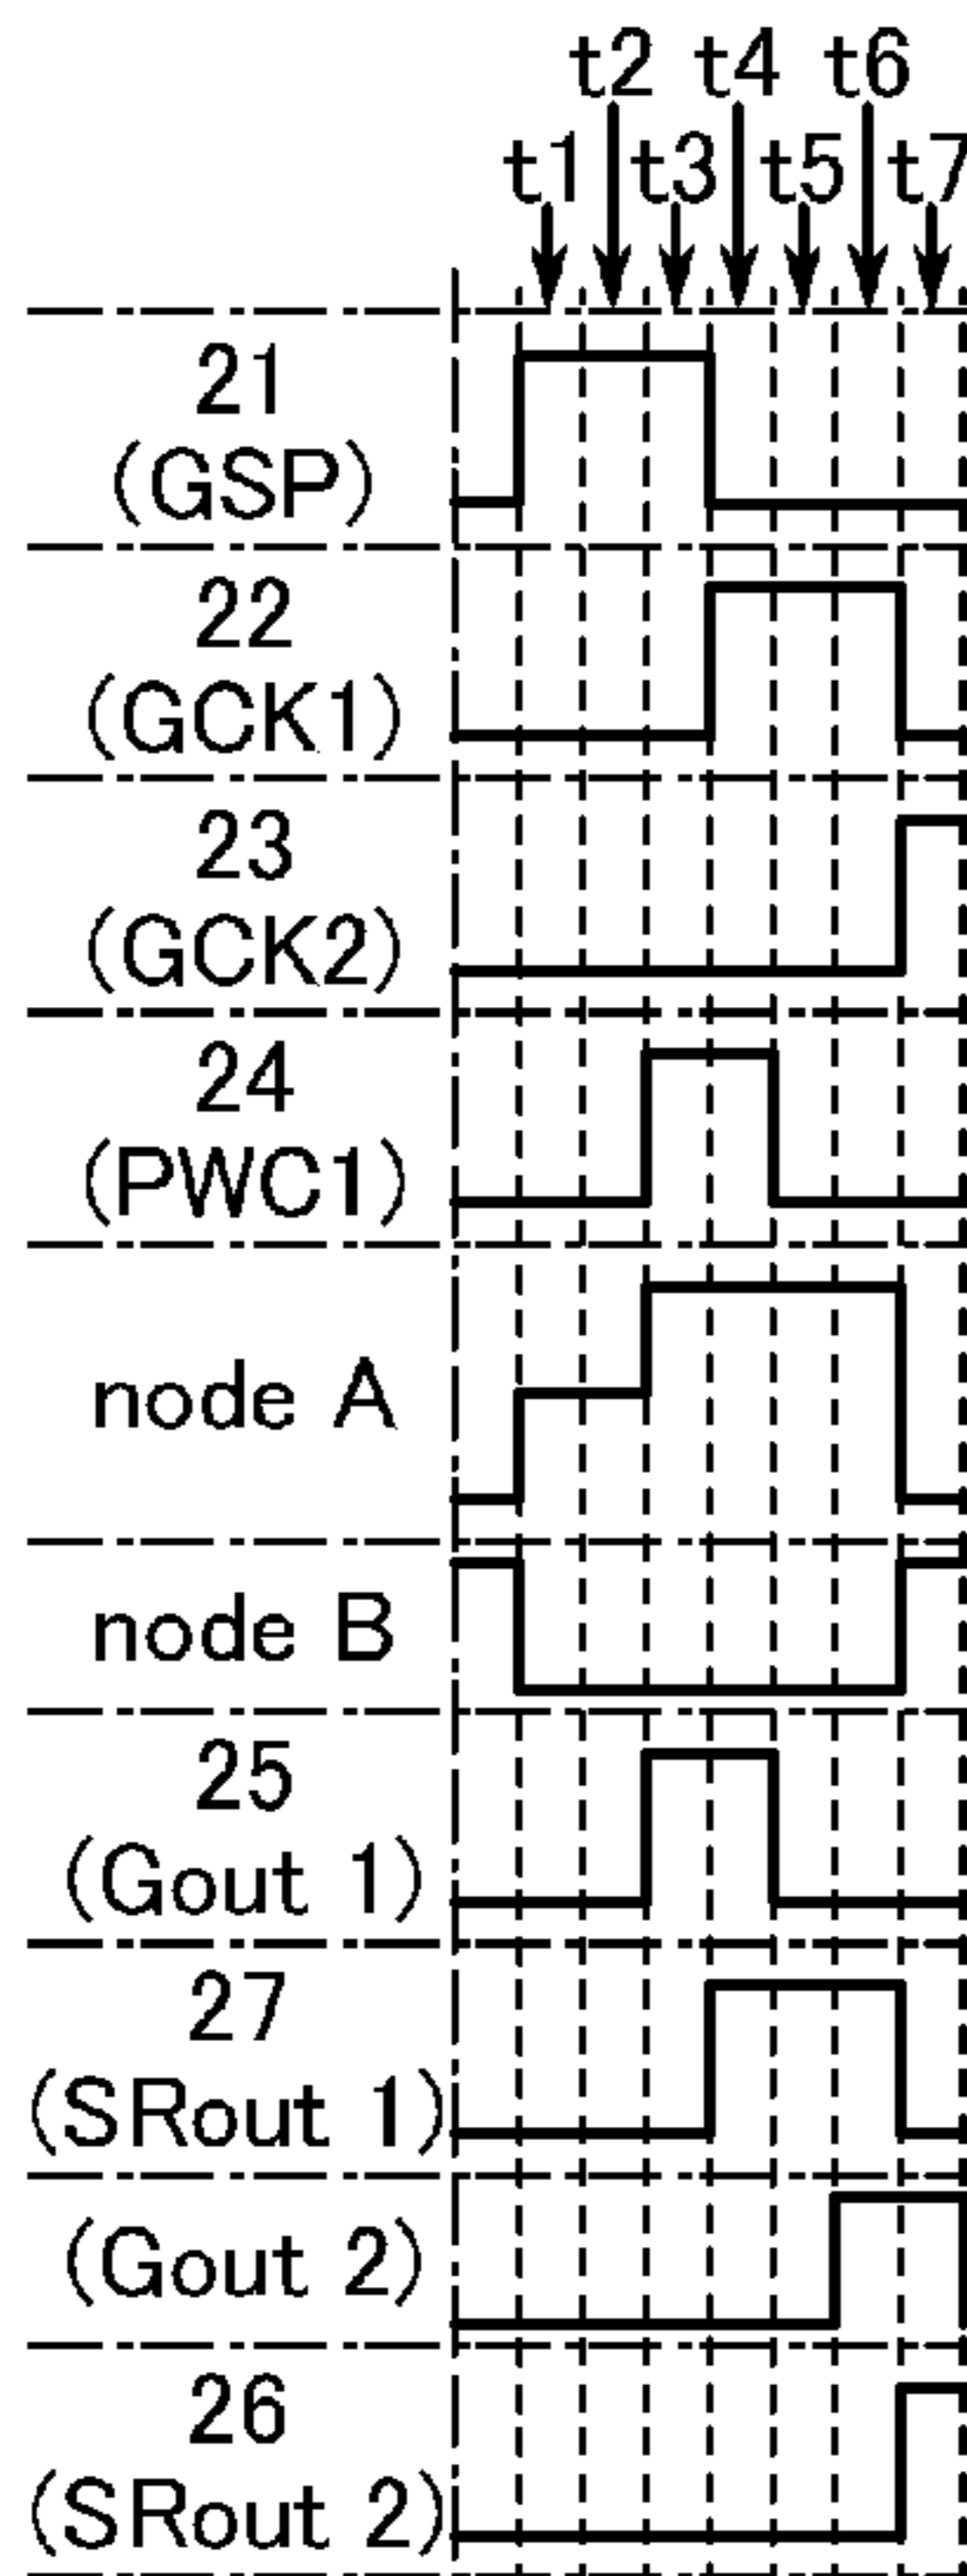 t2 t4 t6
t1 t3 t5 t7
21
(GSP)
22
(GCK1)
23
(GCK2)
24
(PWC1)
node A
node B
25
(Gout 1)
27
(SRout 1)
(Gout 2)
26
(SRout 2)